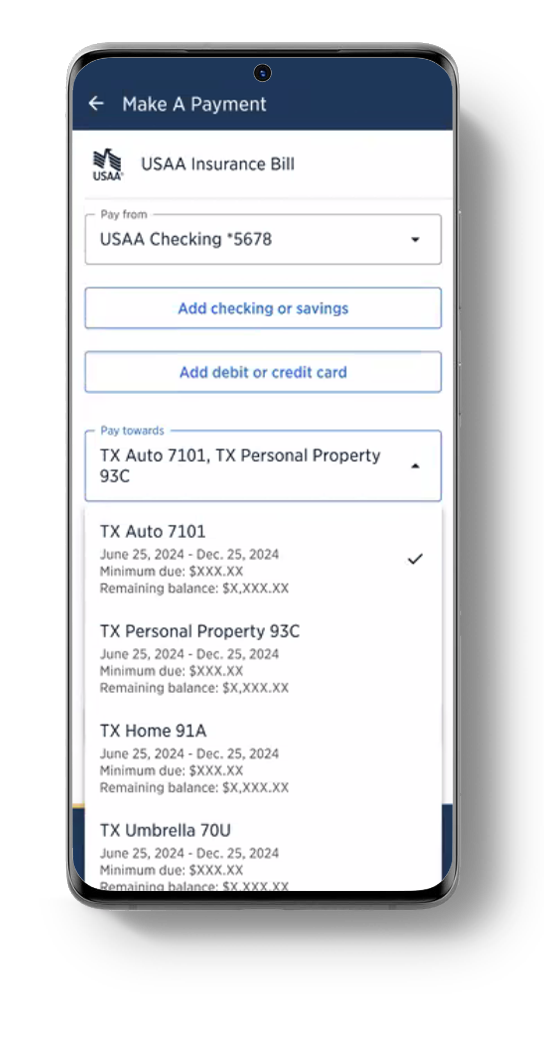 Make A Payment
USAA®
USAA Insurance Bill
Pay from
USAA Checking *5678
Add checking or savings
Add debit or credit card
Pay towards
TX Auto 7101, TX Personal Property
93C
TX Auto 7101
June 25, 2024 - Dec. 25, 2024
Minimum due: $XXX.XX
Remaining balance: $X,XXX.XX
TX Personal Property 93C
June 25, 2024 - Dec. 25, 2024
Minimum due: $XXX.XX
Remaining balance: $X,XXX.XX
TX Home 91A
June 25, 2024 - Dec. 25, 2024
Minimum due: $XXX.XX
Remaining balance: $X,XXX.XX
TX Umbrella 70U
June 25, 2024 - Dec. 25, 2024
Minimum due: $XXX.XX
Remaining balance: $X,XXX.XX